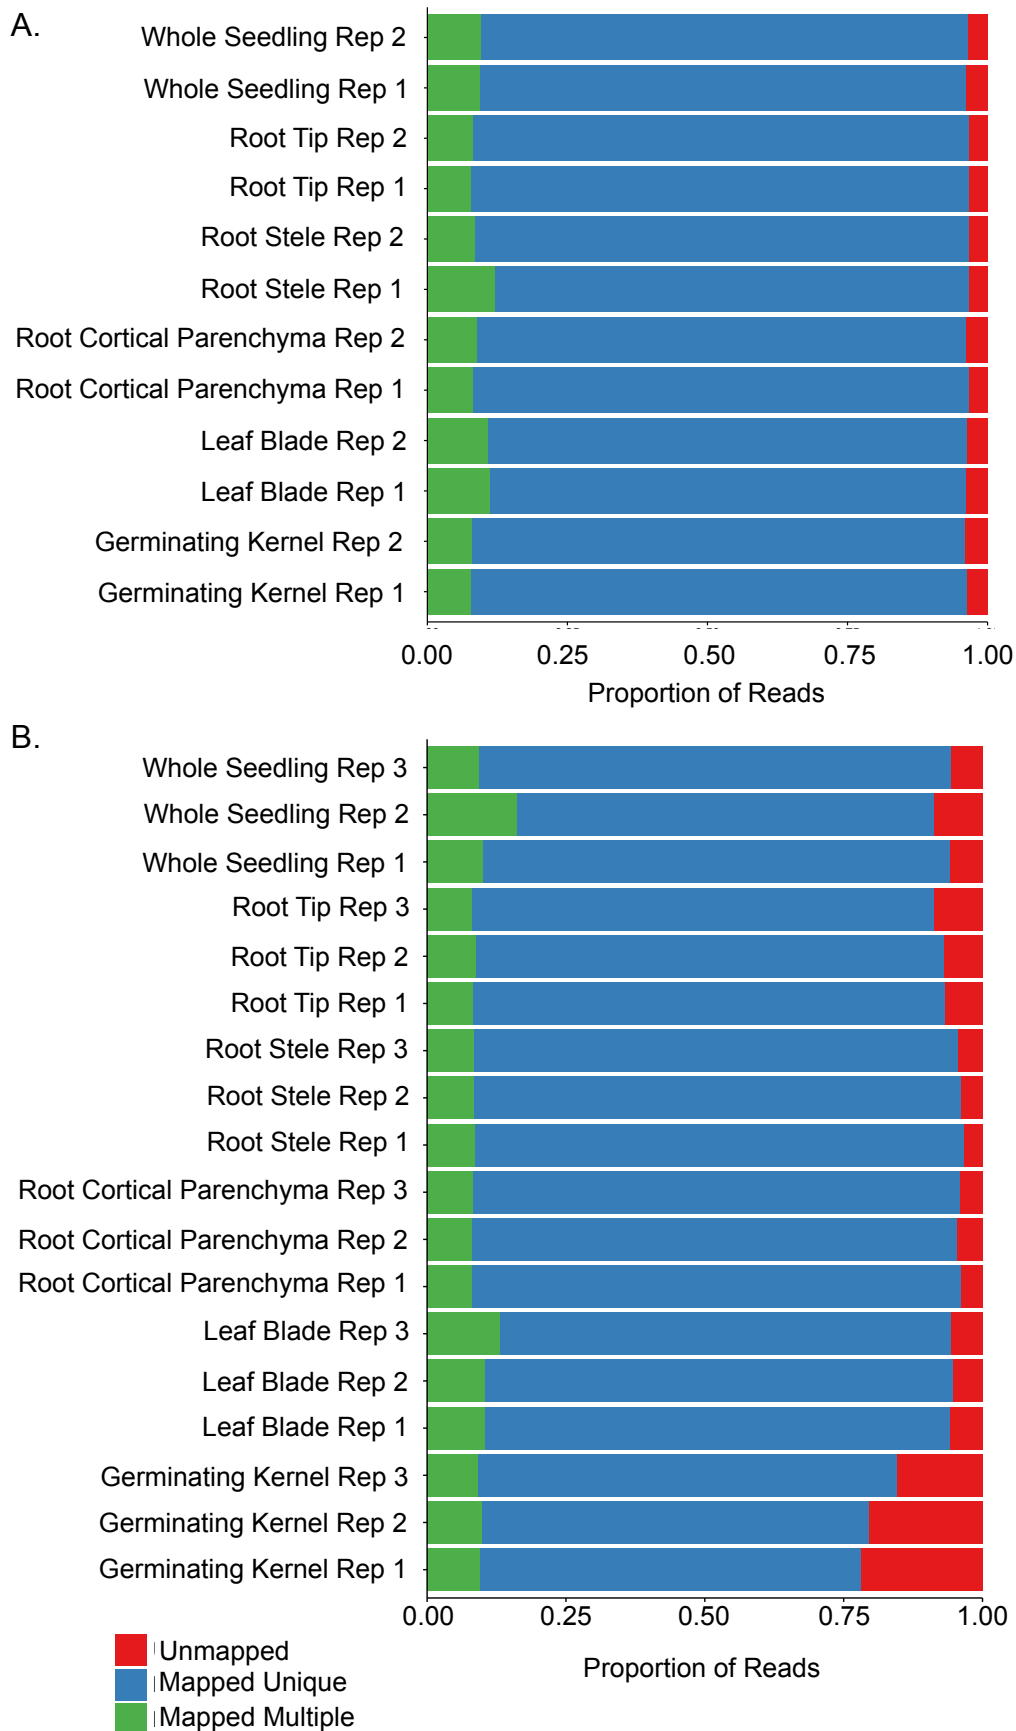 A.
Whole Seedling Rep 2
Whole Seedling Rep 1
Root Tip Rep 2
Root Tip Rep 1
Root Stele Rep 2
Root Stele Rep 1
Root Cortical Parenchyma Rep 2
Root Cortical Parenchyma Rep 1
Leaf Blade Rep 2
Leaf Blade Rep 1
Germinating Kernel Rep 2
Germinating Kernel Rep 1
0.00 0.25 0.50 0.75 1.00
Proportion of Reads
B.
Whole Seedling Rep 3
Whole Seedling Rep 2
Whole Seedling Rep 1
Root Tip Rep 3
Root Tip Rep 2
Root Tip Rep 1
Root Stele Rep 3
Root Stele Rep 2
Root Stele Rep 1
Root Cortical Parenchyma Rep 3
Root Cortical Parenchyma Rep 2
Root Cortical Parenchyma Rep 1
Leaf Blade Rep 3
Leaf Blade Rep 2
Leaf Blade Rep 1
Germinating Kernel Rep 3
Germinating Kernel Rep 2
Germinating Kernel Rep 1
0.00 0.25 0.50 0.75 1.00
Proportion of Reads
Unmapped
Mapped Unique
Mapped Multiple